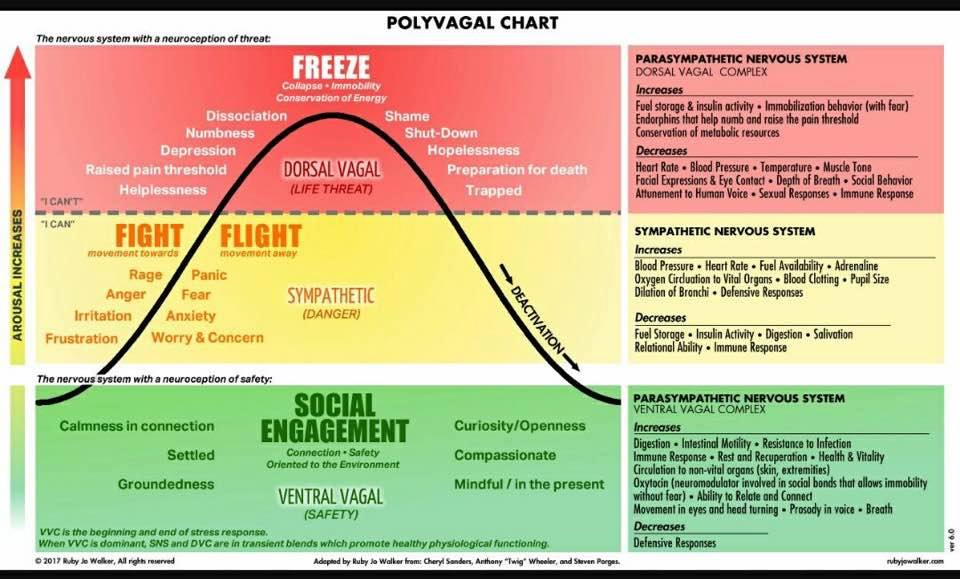 POLYVAGAL CHART
The nervous system with a neuroception of threat:
FREEZE
Collapse • Immobility
Conservation of Energy
Dissociation
Numbness
Depression
Raised pain threshold
Helplessness
Shame
Shut-Down
Hopelessness
Preparation for death
Trapped
DORSAL VAGAL
(LIFE THREAT)
"I CAN'T"
"I CAN"
FIGHT
movement towards
FLIGHT
movement away
Rage
Anger
Irritation
Frustration
Panic
Fear
Anxiety
Worry & Concern
SYMPATHETIC
(DANGER)
DEACTIVATION
AROUSAL INCREASES
The nervous system with a neuroception of safety:
SOCIAL
ENGAGEMENT
Connection • Safety
Oriented to the Environment
Calmness in connection
Settled
Groundedness
Curiosity/Openness
Compassionate
Mindful / in the present
VENTRAL VAGAL
(SAFETY)
VVC is the beginning and end of stress response.
When VVC is dominant, SNS and DVC are in transient blends which promote healthy physiological functioning.
PARASYMPATHETIC NERVOUS SYSTEM
DORSAL VAGAL COMPLEX
Increases
Fuel storage & insulin activity • Immobilization behavior (with fear)
Endorphins that help numb and raise the pain threshold
Conservation of metabolic resources
Decreases
Heart Rate • Blood Pressure • Temperature • Muscle Tone
Facial Expressions & Eye Contact • Depth of Breath • Social Behavior
Attunement to Human Voice • Sexual Responses • Immune Response
SYMPATHETIC NERVOUS SYSTEM
Increases
Blood Pressure • Heart Rate • Fuel Availability • Adrenaline
Oxygen Circluation to Vital Organs • Blood Clotting • Pupil Size
Dilation of Bronchi • Defensive Responses
Decreases
Fuel Storage • Insulin Activity • Digestion • Salivation
Relational Ability • Immune Response
PARASYMPATHETIC NERVOUS SYSTEM
VENTRAL VAGAL COMPLEX
Increases
Digestion • Intestinal Motility • Resistance to Infection
Immune Response • Rest and Recuperation • Health & Vitality
Circulation to non-vital organs (skin, extremities)
Oxytocin (neuromodulator involved in social bonds that allows immobility
without fear) • Ability to Relate and Connect
Movement in eyes and head turning • Prosody in voice • Breath
Decreases
Defensive Responses
ver 6.0
© 2017 Ruby Jo Walker, All rights reserved
Adapted by Ruby Jo Walker from: Cheryl Sanders, Anthony "Twig" Wheeler, and Steven Porges.
rubyjowalker.com